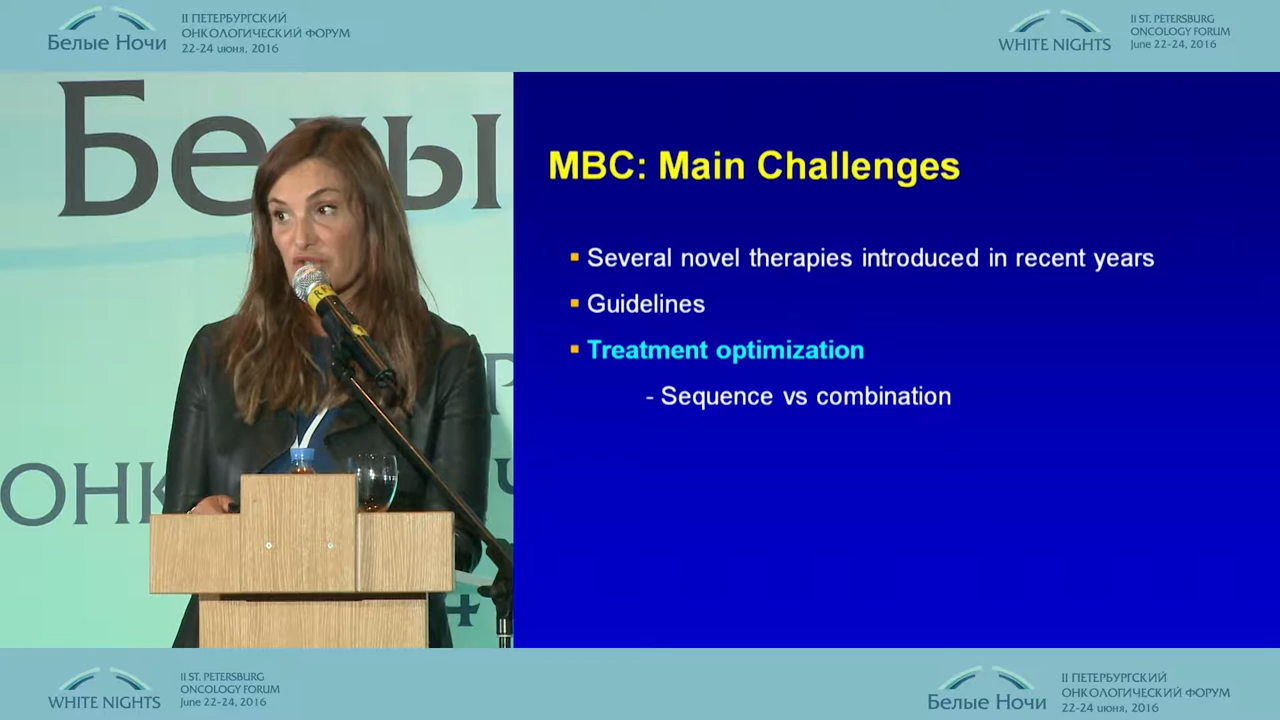 Белые Ночи
II ПЕТЕРБУРГСКИЙ
ОНКОЛОГИЧЕСКИЙ ФОРУМ
22-24 июня, 2016
WHITE NIGHTS
II ST. PETERSBURG
ONCOLOGY FORUM
June 22-24, 2016
Белы
ОНК
MBC: Main Challenges
▪ Several novel therapies introduced in recent years
▪ Guidelines
▪ Treatment optimization
- Sequence vs combination
WHITE NIGHTS
II ST. PETERSBURG
ONCOLOGY FORUM
June 22-24, 2016
Белые Ночи
II ПЕТЕРБУРГСКИЙ
ОНКОЛОГИЧЕСКИЙ ФОРУМ
22-24 июня, 2016